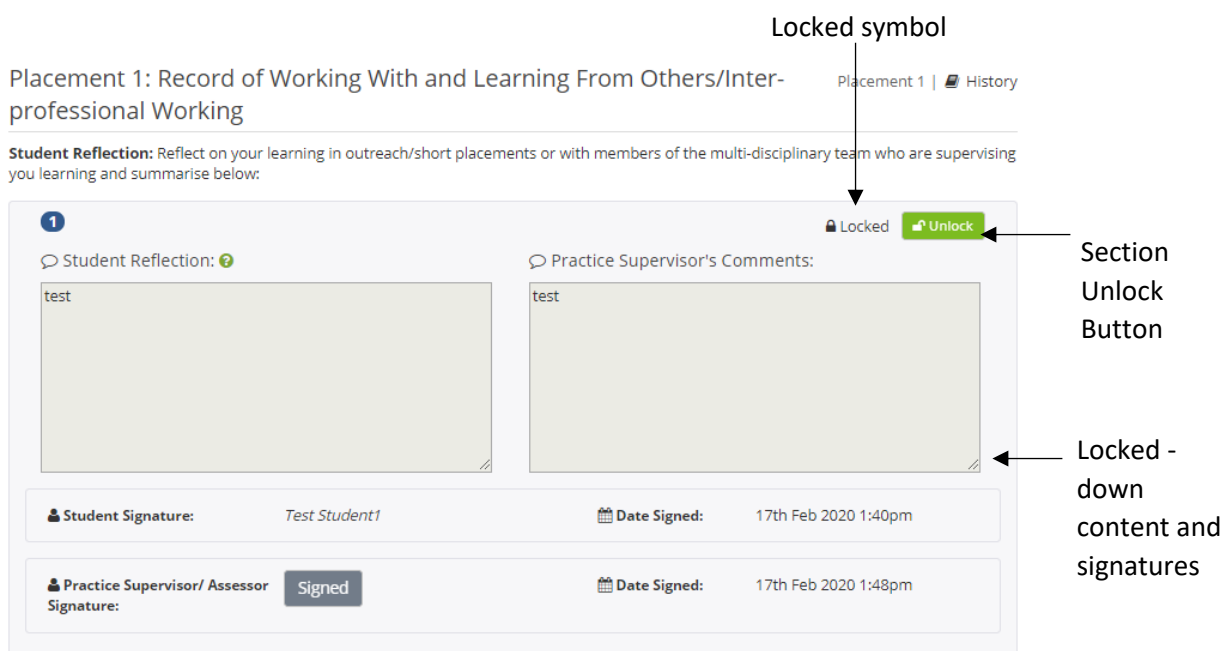 Locked symbol
Placement 1: Record of Working With and Learning From Others/Inter-
professional Working
Placement 1 | History
Student Reflection: Reflect on your learning in outreach/short placements or with members of the multi-disciplinary team who are supervising
you learning and summarise below:
1
Locked
Unlock
Section
Unlock
Button
Student Reflection:
Practice Supervisor's Comments:
test
test
Locked -
down
content and
signatures
Student Signature: Test Student1 Date Signed: 17th Feb 2020 1:40pm
Practice Supervisor/ Assessor
Signature:
Signed
Date Signed: 17th Feb 2020 1:48pm